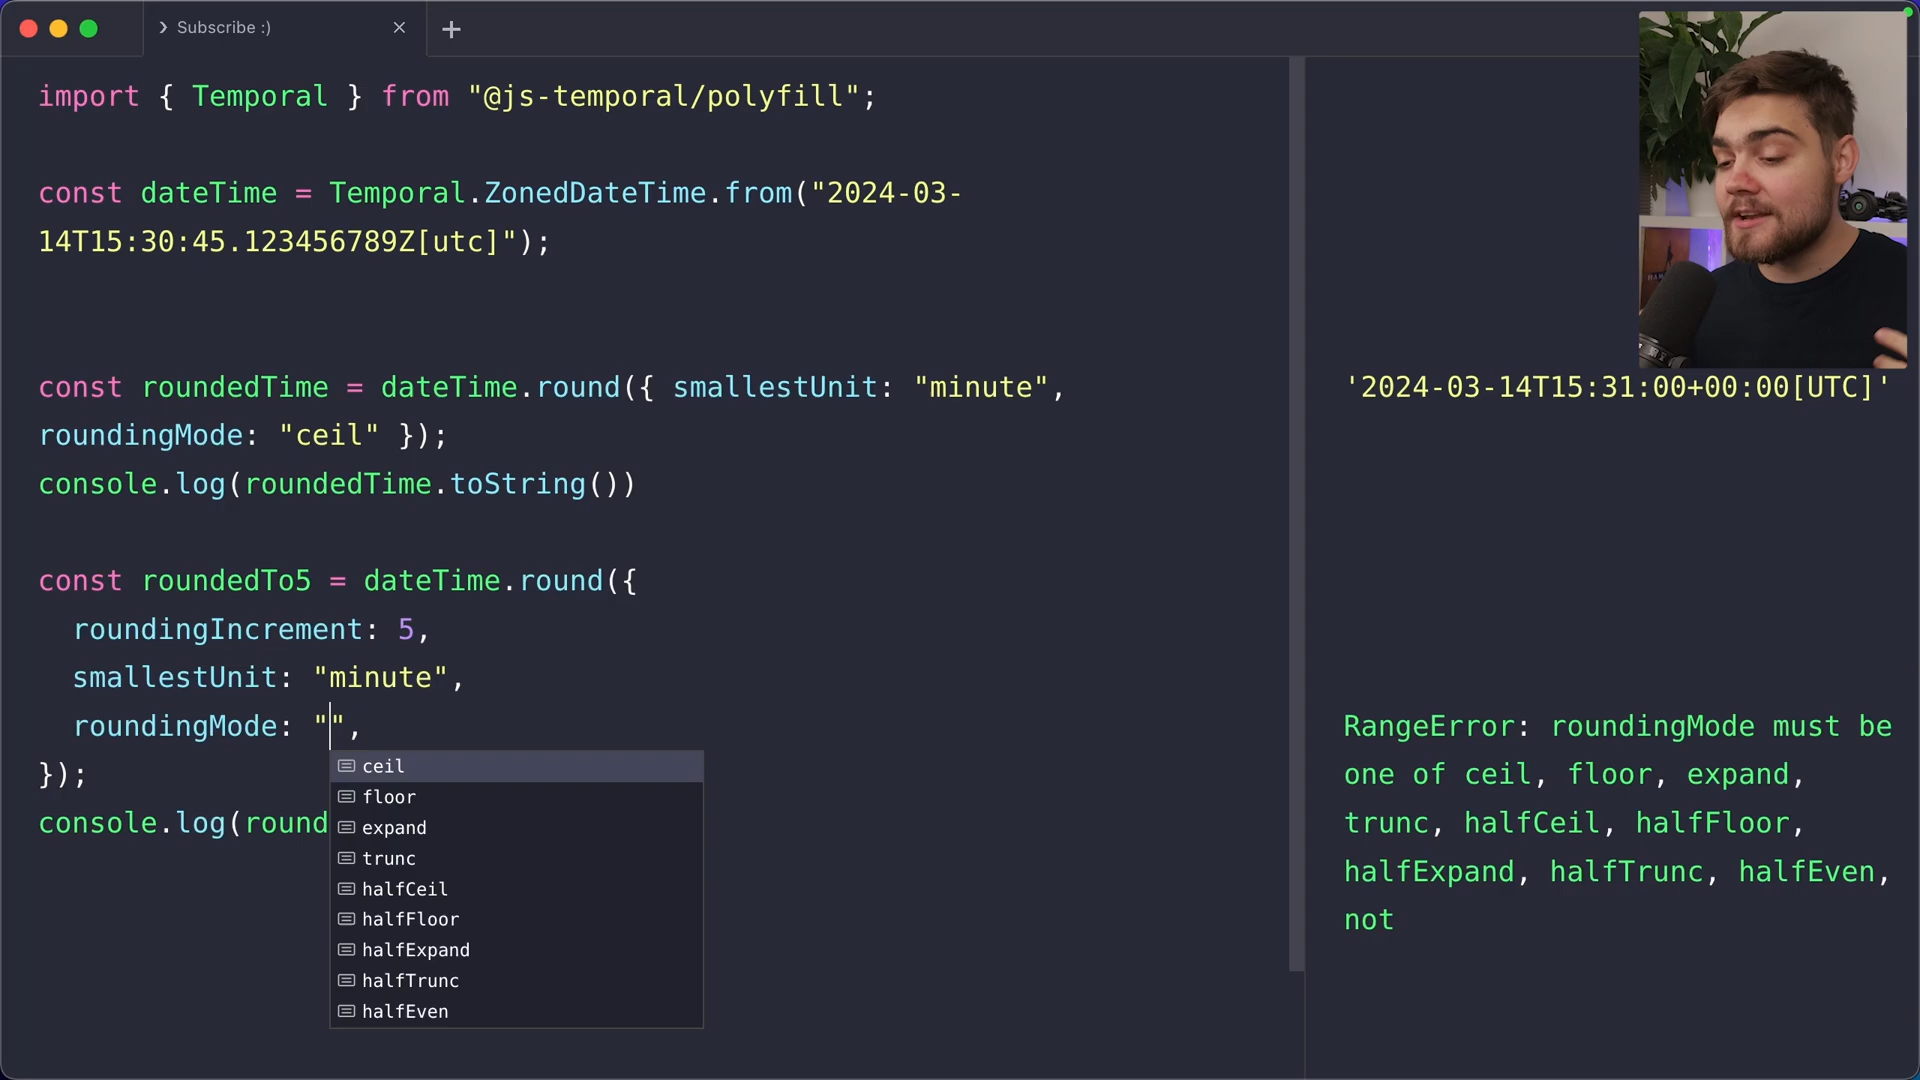 Subscribe :)
import { Temporal } from "@js-temporal/polyfill";
const dateTime = Temporal.ZonedDateTime.from("2024-03-
14T15:30:45.123456789Z[utc]");
const roundedTime = dateTime.round({ smallestUnit: "minute",
roundingMode: "ceil" });
console.log(roundedTime.toString())
const roundedTo5 = dateTime.round({
roundingIncrement: 5,
smallestUnit: "minute",
roundingMode: "",
});
console.log(round
ceil
floor
expand
trunc
halfCeil
halfFloor
halfExpand
halfTrunc
halfEven
'2024-03-14T15:31:00+00:00[UTC]'
RangeError: roundingMode must be
one of ceil, floor, expand,
trunc, halfCeil, halfFloor,
halfExpand, halfTrunc, halfEven,
not